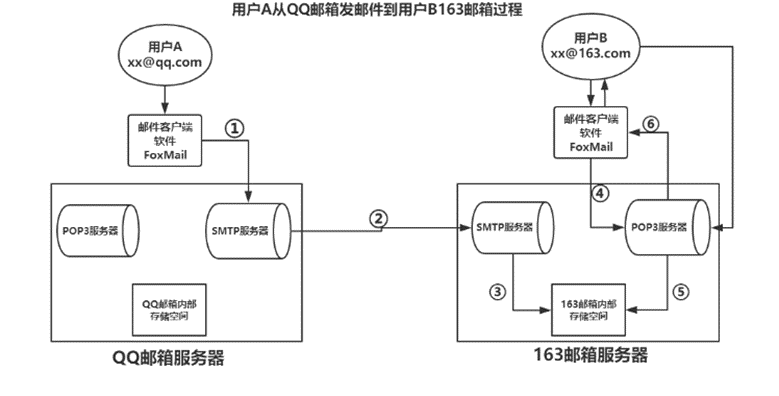 用户A从QQ邮箱发邮件到用户B163邮箱过程
用户A
xx@qq.com
用户B
xx@163.com
邮件客户端
软件
FoxMail
①
邮件客户端
软件
FoxMail
⑥
④
②
POP3服务器
SMTP服务器
SMTP服务器
POP3服务器
③
⑤
QQ邮箱内部
存储空间
163邮箱内部
存储空间
QQ邮箱服务器
163邮箱服务器